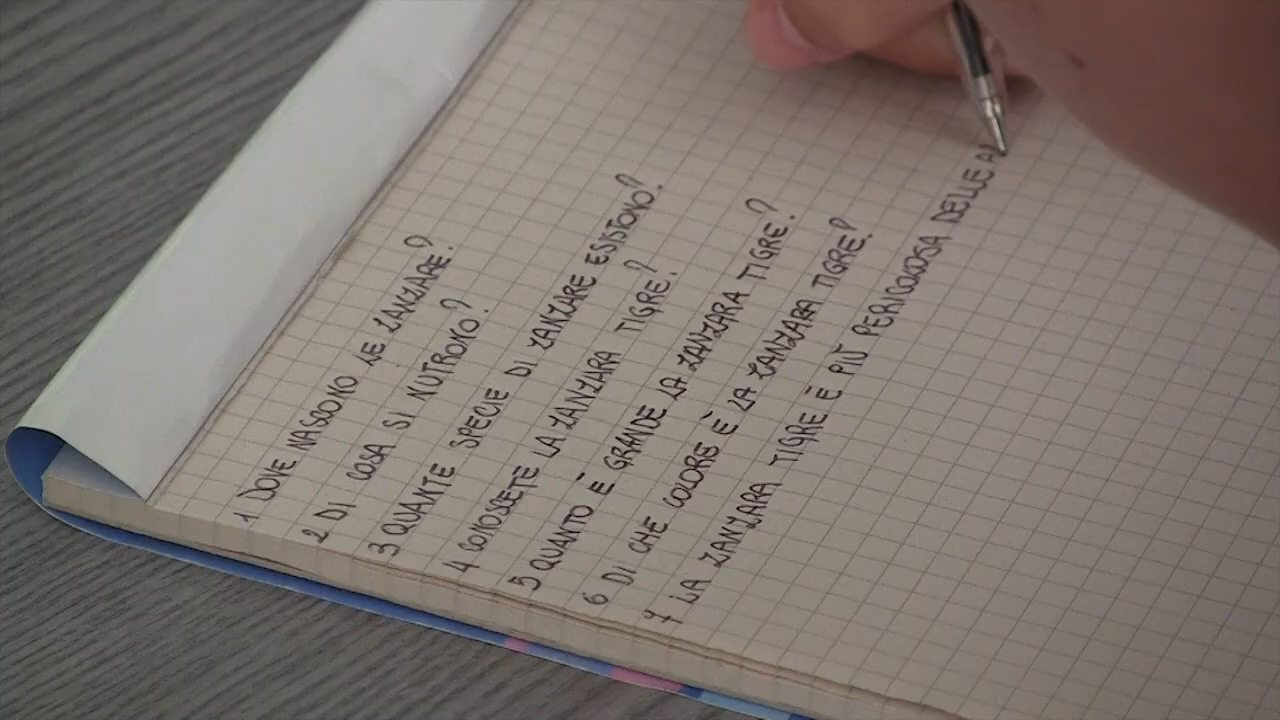 1 DOVE NASCONO LE ZANZARE?
2 DI COSA SI NUTRONO?
3 QUANTE SPECIE DI ZANZARE ESISTONO?
4 CONOSCETE LA ZANZARA TIGRE?
5 QUANTO È GRANDE LA ZANZARA TIGRE?
6 DI CHE COLORE È LA ZANZARA TIGRE?
7 LA ZANZARA TIGRE È PIÙ PERICOLOSA DELLE A